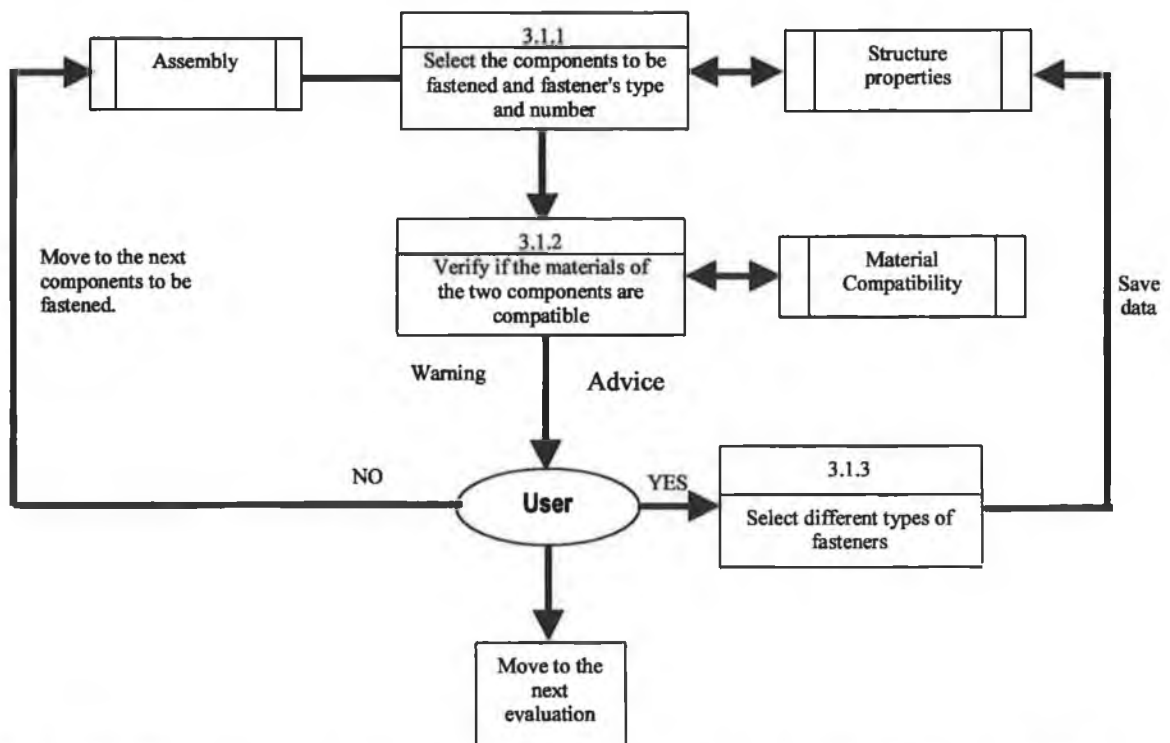 Assembly
3.1.1
Select the components to be
fastened and fastener's type
and number
Structure
properties
Move to the next
components to be
fastened.
3.1.2
Verify if the materials of
the two components are
compatible
Material
Compatibility
Save
data
Warning
Advice
NO
User
YES
3.1.3
Select different types of
fasteners
Move to the
next
evaluation